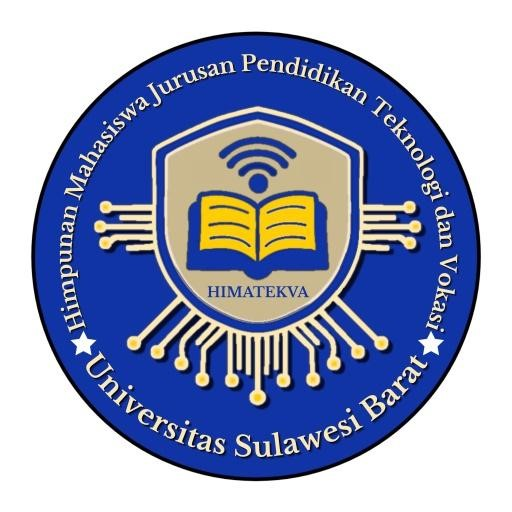 Himpunan Mahasiswa Jurusan Pendidikan Teknologi dan Vokasi
HIMATEKVA
Universitas Sulawesi Barat